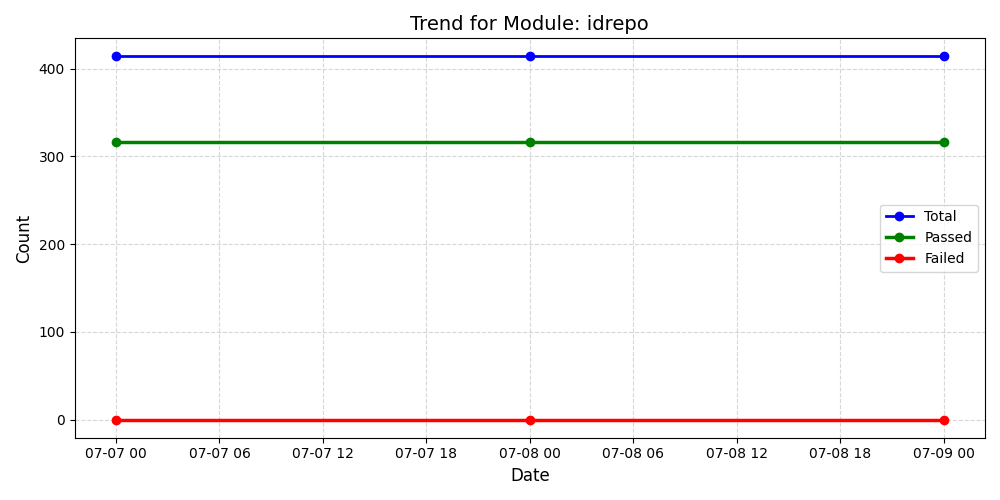 Trend for Module: idrepo
400
300
200
100
0
Count
Total
Passed
Failed
07-07 00 07-07 06 07-07 12 07-07 18 07-08 00 07-08 06 07-08 12 07-08 18 07-09 00
Date